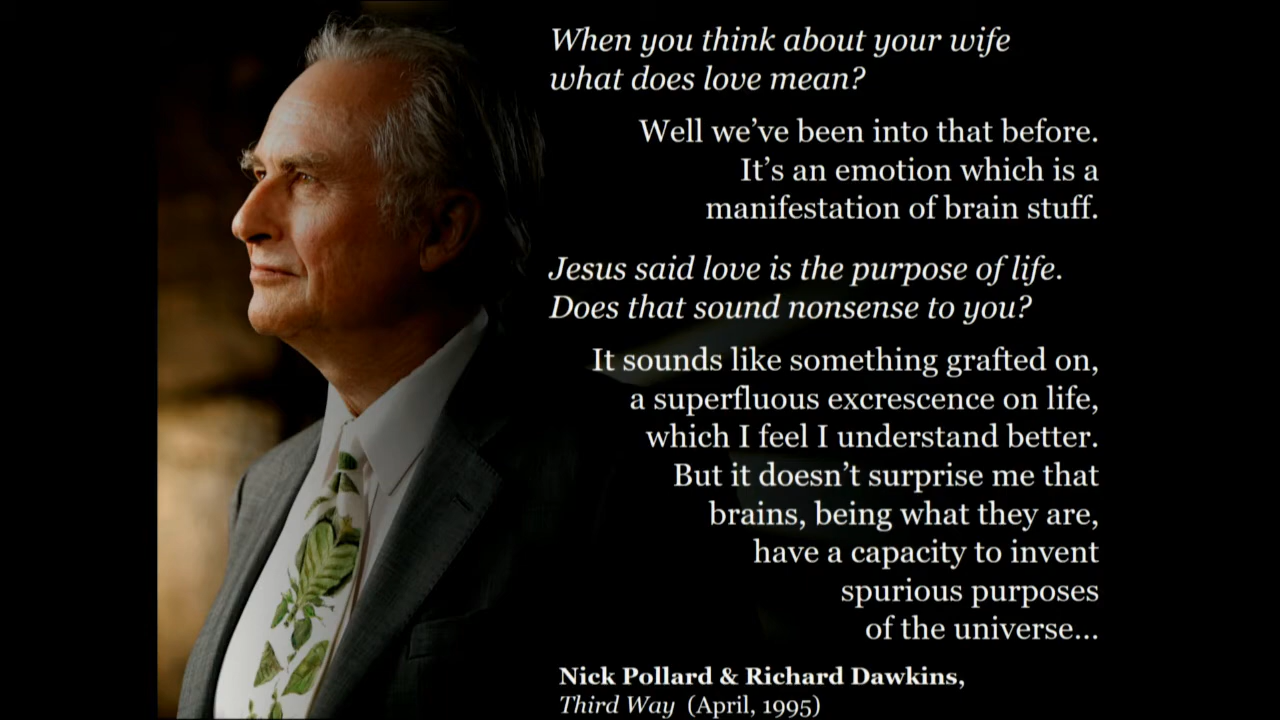 When you think about your wife
what does love mean?
Well we’ve been into that before.
It’s an emotion which is a
manifestation of brain stuff.
Jesus said love is the purpose of life.
Does that sound nonsense to you?
It sounds like something grafted on,
a superfluous excrescence on life,
which I feel I understand better.
But it doesn’t surprise me that
brains, being what they are,
have a capacity to invent
spurious purposes
of the universe...
Nick Pollard & Richard Dawkins,
Third Way (April, 1995)